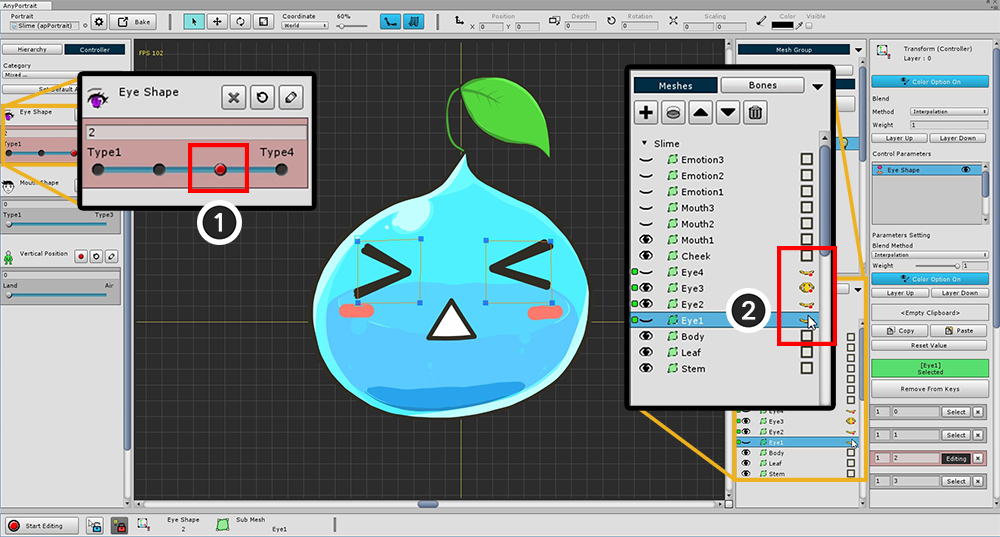 AnyPortrait
Portrait
Slime (apPortrait)
Bake
Coordinate
World
60%
Position
X 0 Y 0
Depth
0
Rotation
0
Scaling
X 0 Y 0
Color
Visible
Hierarchy
Controller
Category
Mixed ...
Eye Shape
2
Type1
Mouth Shape
0
Type1 Type3
Vertical Position
0
Land Air
FPS 102
Eye Shape
2
Type1 Type4
1
Meshes
Bones
Slime
Emotion3
Emotion2
Emotion1
Mouth3
Mouth2
Mouth1
Cheek
Eye4
Eye3
Eye2
Eye1
Body
Leaf
Stem
2
Mesh Group
Eye4
Eye3
Eye2
Eye1
Body
Leaf
Stem
Transform (Controller)
Layer : 0
Color Option On
Blend
Method Interpolation
Weight 1
Layer Up Layer Down
Control Parameters
Eye Shape
Parameters Setting
Blend Method
Interpolation
Weight 1
Color Option On
Layer Up Layer Down
<Empty Clipboard>
Copy Paste
Reset Value
[Eye1]
Selected
Remove From Keys
1 0 Select
1 1 Select
1 2 Editing
1 3 Select
Start Editing
Eye Shape
2
Sub Mesh
Eye1